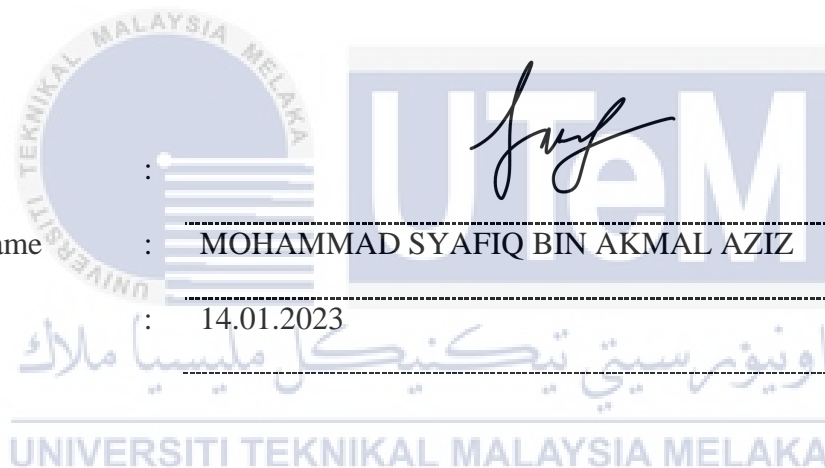 UNIVERSITI TEKNIKAL MALAYSIA MELAKA
UTeM
:
ame : MOHAMMAD SYAFIQ BIN AKMAL AZIZ
: 14.01.2023
اونيۏرسيتي تيكنيكل مليسيا ملاك
UNIVERSITI TEKNIKAL MALAYSIA MELAKA